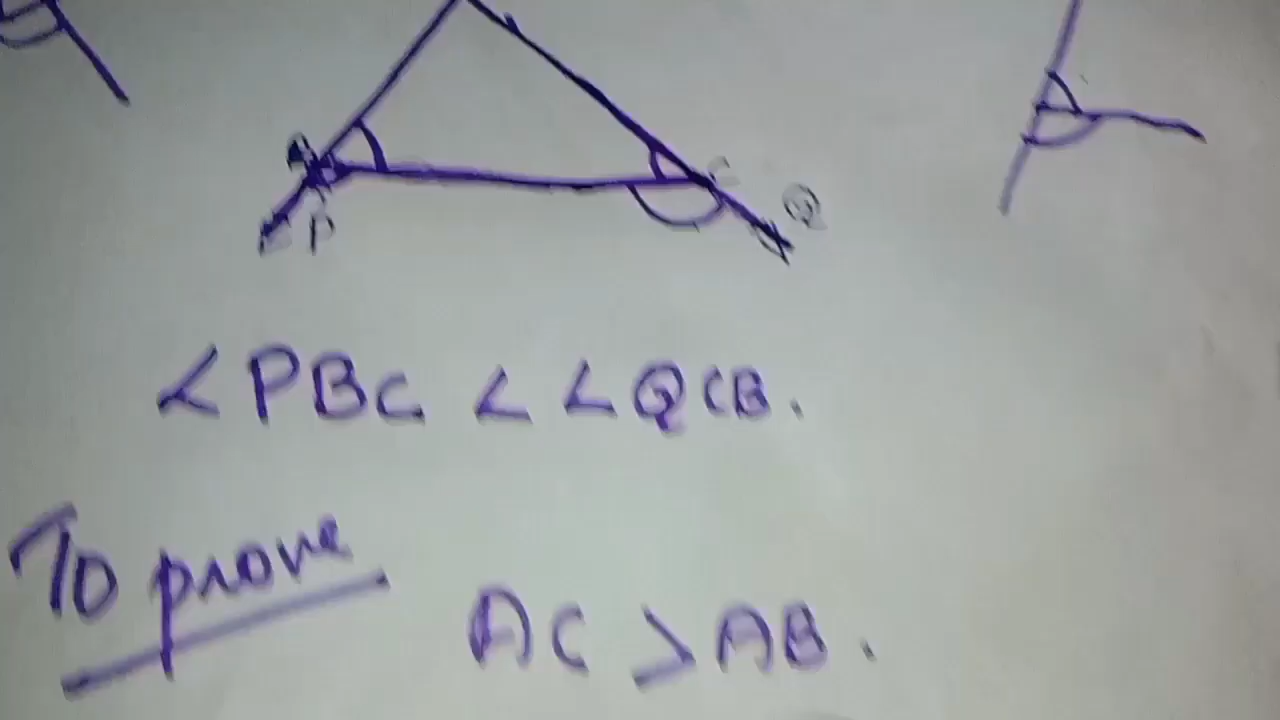 C
Q
P
<PBC < <QCB.
To prove
AC > AB.